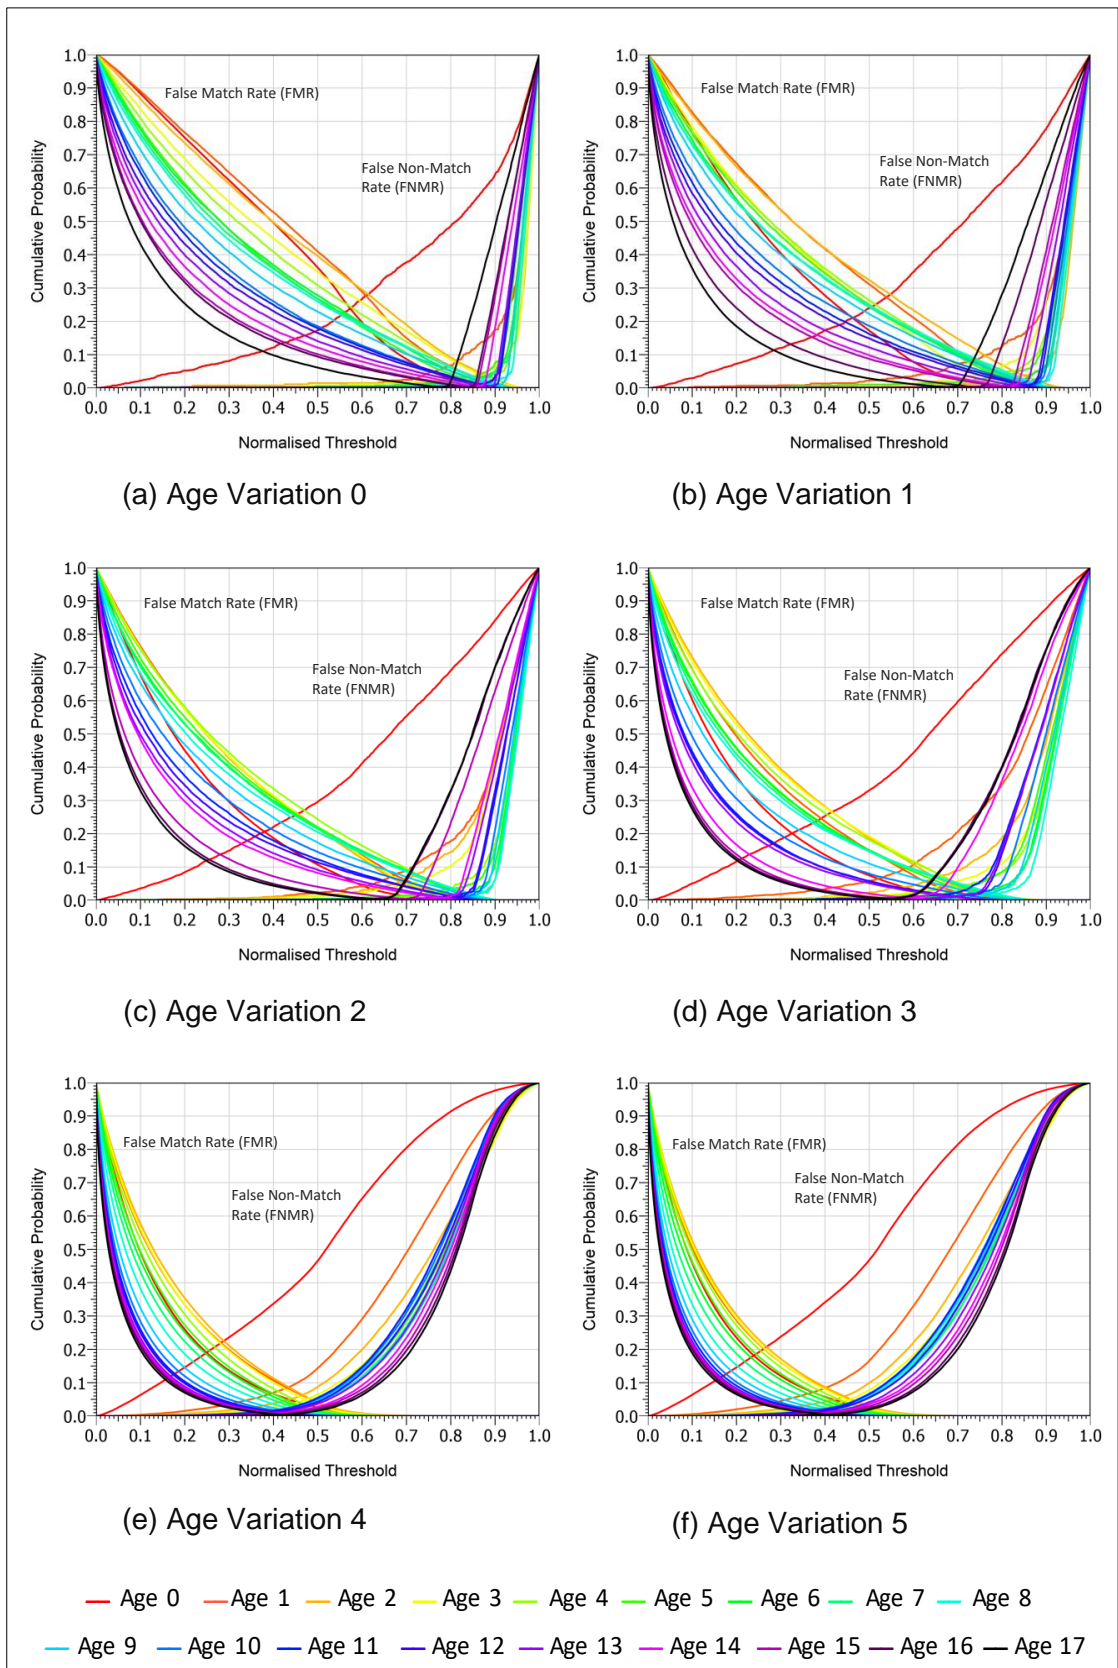 1.0
0.9
0.8
0.7
0.6
0.5
0.4
0.3
0.2
0.1
0.0
Cumulative Probability
False Match Rate (FMR)
False Non-Match
Rate (FNMR)
0.0 0.1 0.2 0.3 0.4 0.5 0.6 0.7 0.8 0.9 1.0
Normalised Threshold
(a) Age Variation 0
1.0
0.9
0.8
0.7
0.6
0.5
0.4
0.3
0.2
0.1
0.0
Cumulative Probability
False Match Rate (FMR)
False Non-Match
Rate (FNMR)
0.0 0.1 0.2 0.3 0.4 0.5 0.6 0.7 0.8 0.9 1.0
Normalised Threshold
(b) Age Variation 1
1.0
0.9
0.8
0.7
0.6
0.5
0.4
0.3
0.2
0.1
0.0
Cumulative Probability
False Match Rate (FMR)
False Non-Match
Rate (FNMR)
0.0 0.1 0.2 0.3 0.4 0.5 0.6 0.7 0.8 0.9 1.0
Normalised Threshold
(c) Age Variation 2
1.0
0.9
0.8
0.7
0.6
0.5
0.4
0.3
0.2
0.1
0.0
Cumulative Probability
False Match Rate (FMR)
False Non-Match
Rate (FNMR)
0.0 0.1 0.2 0.3 0.4 0.5 0.6 0.7 0.8 0.9 1.0
Normalised Threshold
(d) Age Variation 3
1.0
0.9
0.8
0.7
0.6
0.5
0.4
0.3
0.2
0.1
0.0
Cumulative Probability
False Match Rate (FMR)
False Non-Match
Rate (FNMR)
0.0 0.1 0.2 0.3 0.4 0.5 0.6 0.7 0.8 0.9 1.0
Normalised Threshold
(e) Age Variation 4
1.0
0.9
0.8
0.7
0.6
0.5
0.4
0.3
0.2
0.1
0.0
Cumulative Probability
False Match Rate (FMR)
False Non-Match
Rate (FNMR)
0.0 0.1 0.2 0.3 0.4 0.5 0.6 0.7 0.8 0.9 1.0
Normalised Threshold
(f) Age Variation 5
Age 0 Age 1 Age 2 Age 3 Age 4 Age 5 Age 6 Age 7 Age 8
Age 9 Age 10 Age 11 Age 12 Age 13 Age 14 Age 15 Age 16 Age 17